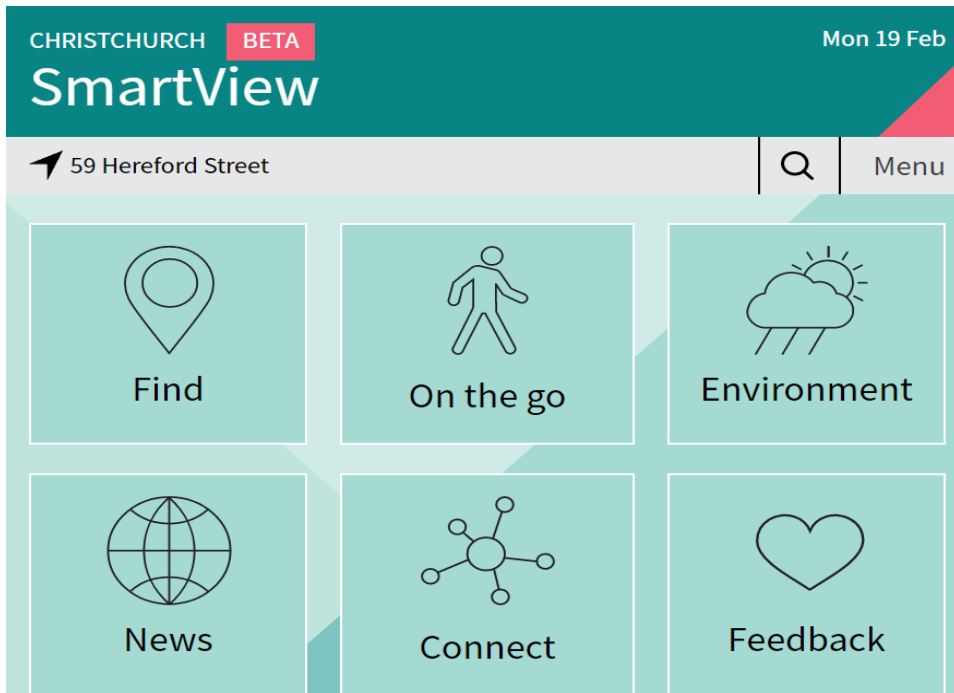 CHRISTCHURCH BETA
Mon 19 Feb
SmartView
59 Hereford Street
Menu
Find
On the go
Environment
News
Connect
Feedback